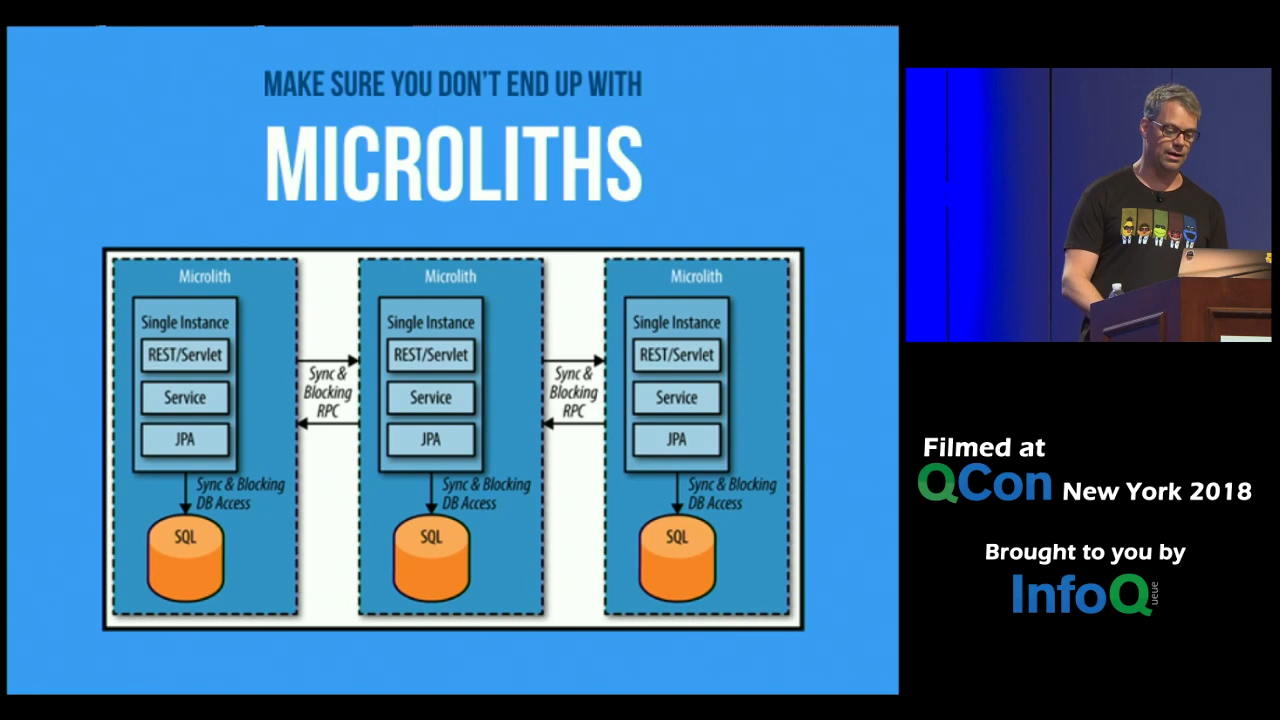 MAKE SURE YOU DON'T END UP WITH
MICROLITHS
Microlith
Single Instance
REST/Servlet
Service
JPA
Sync & Blocking
DB Access
SQL
Sync &
Blocking
RPC
Microlith
Single Instance
REST/Servlet
Service
JPA
Sync & Blocking
DB Access
SQL
Sync &
Blocking
RPC
Microlith
Single Instance
REST/Servlet
Service
JPA
Sync & Blocking
DB Access
SQL
Filmed at
QCon New York 2018
Brought to you by
InfoQueue